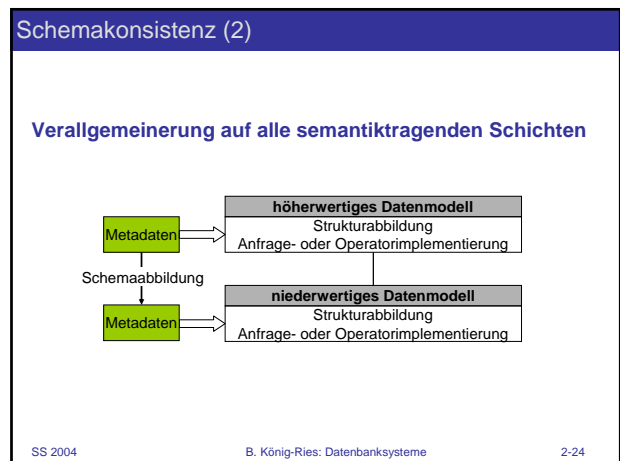 Schemakonsistenz (2)
Verallgemeinerung auf alle semantiktragenden Schichten
höherwertiges Datenmodell
Metadaten
Strukturabbildung
Anfrage- oder Operatorimplementierung
Schemaabbildung
niederwertiges Datenmodell
Metadaten
Strukturabbildung
Anfrage- oder Operatorimplementierung
SS 2004
B. König-Ries: Datenbanksysteme
2-24